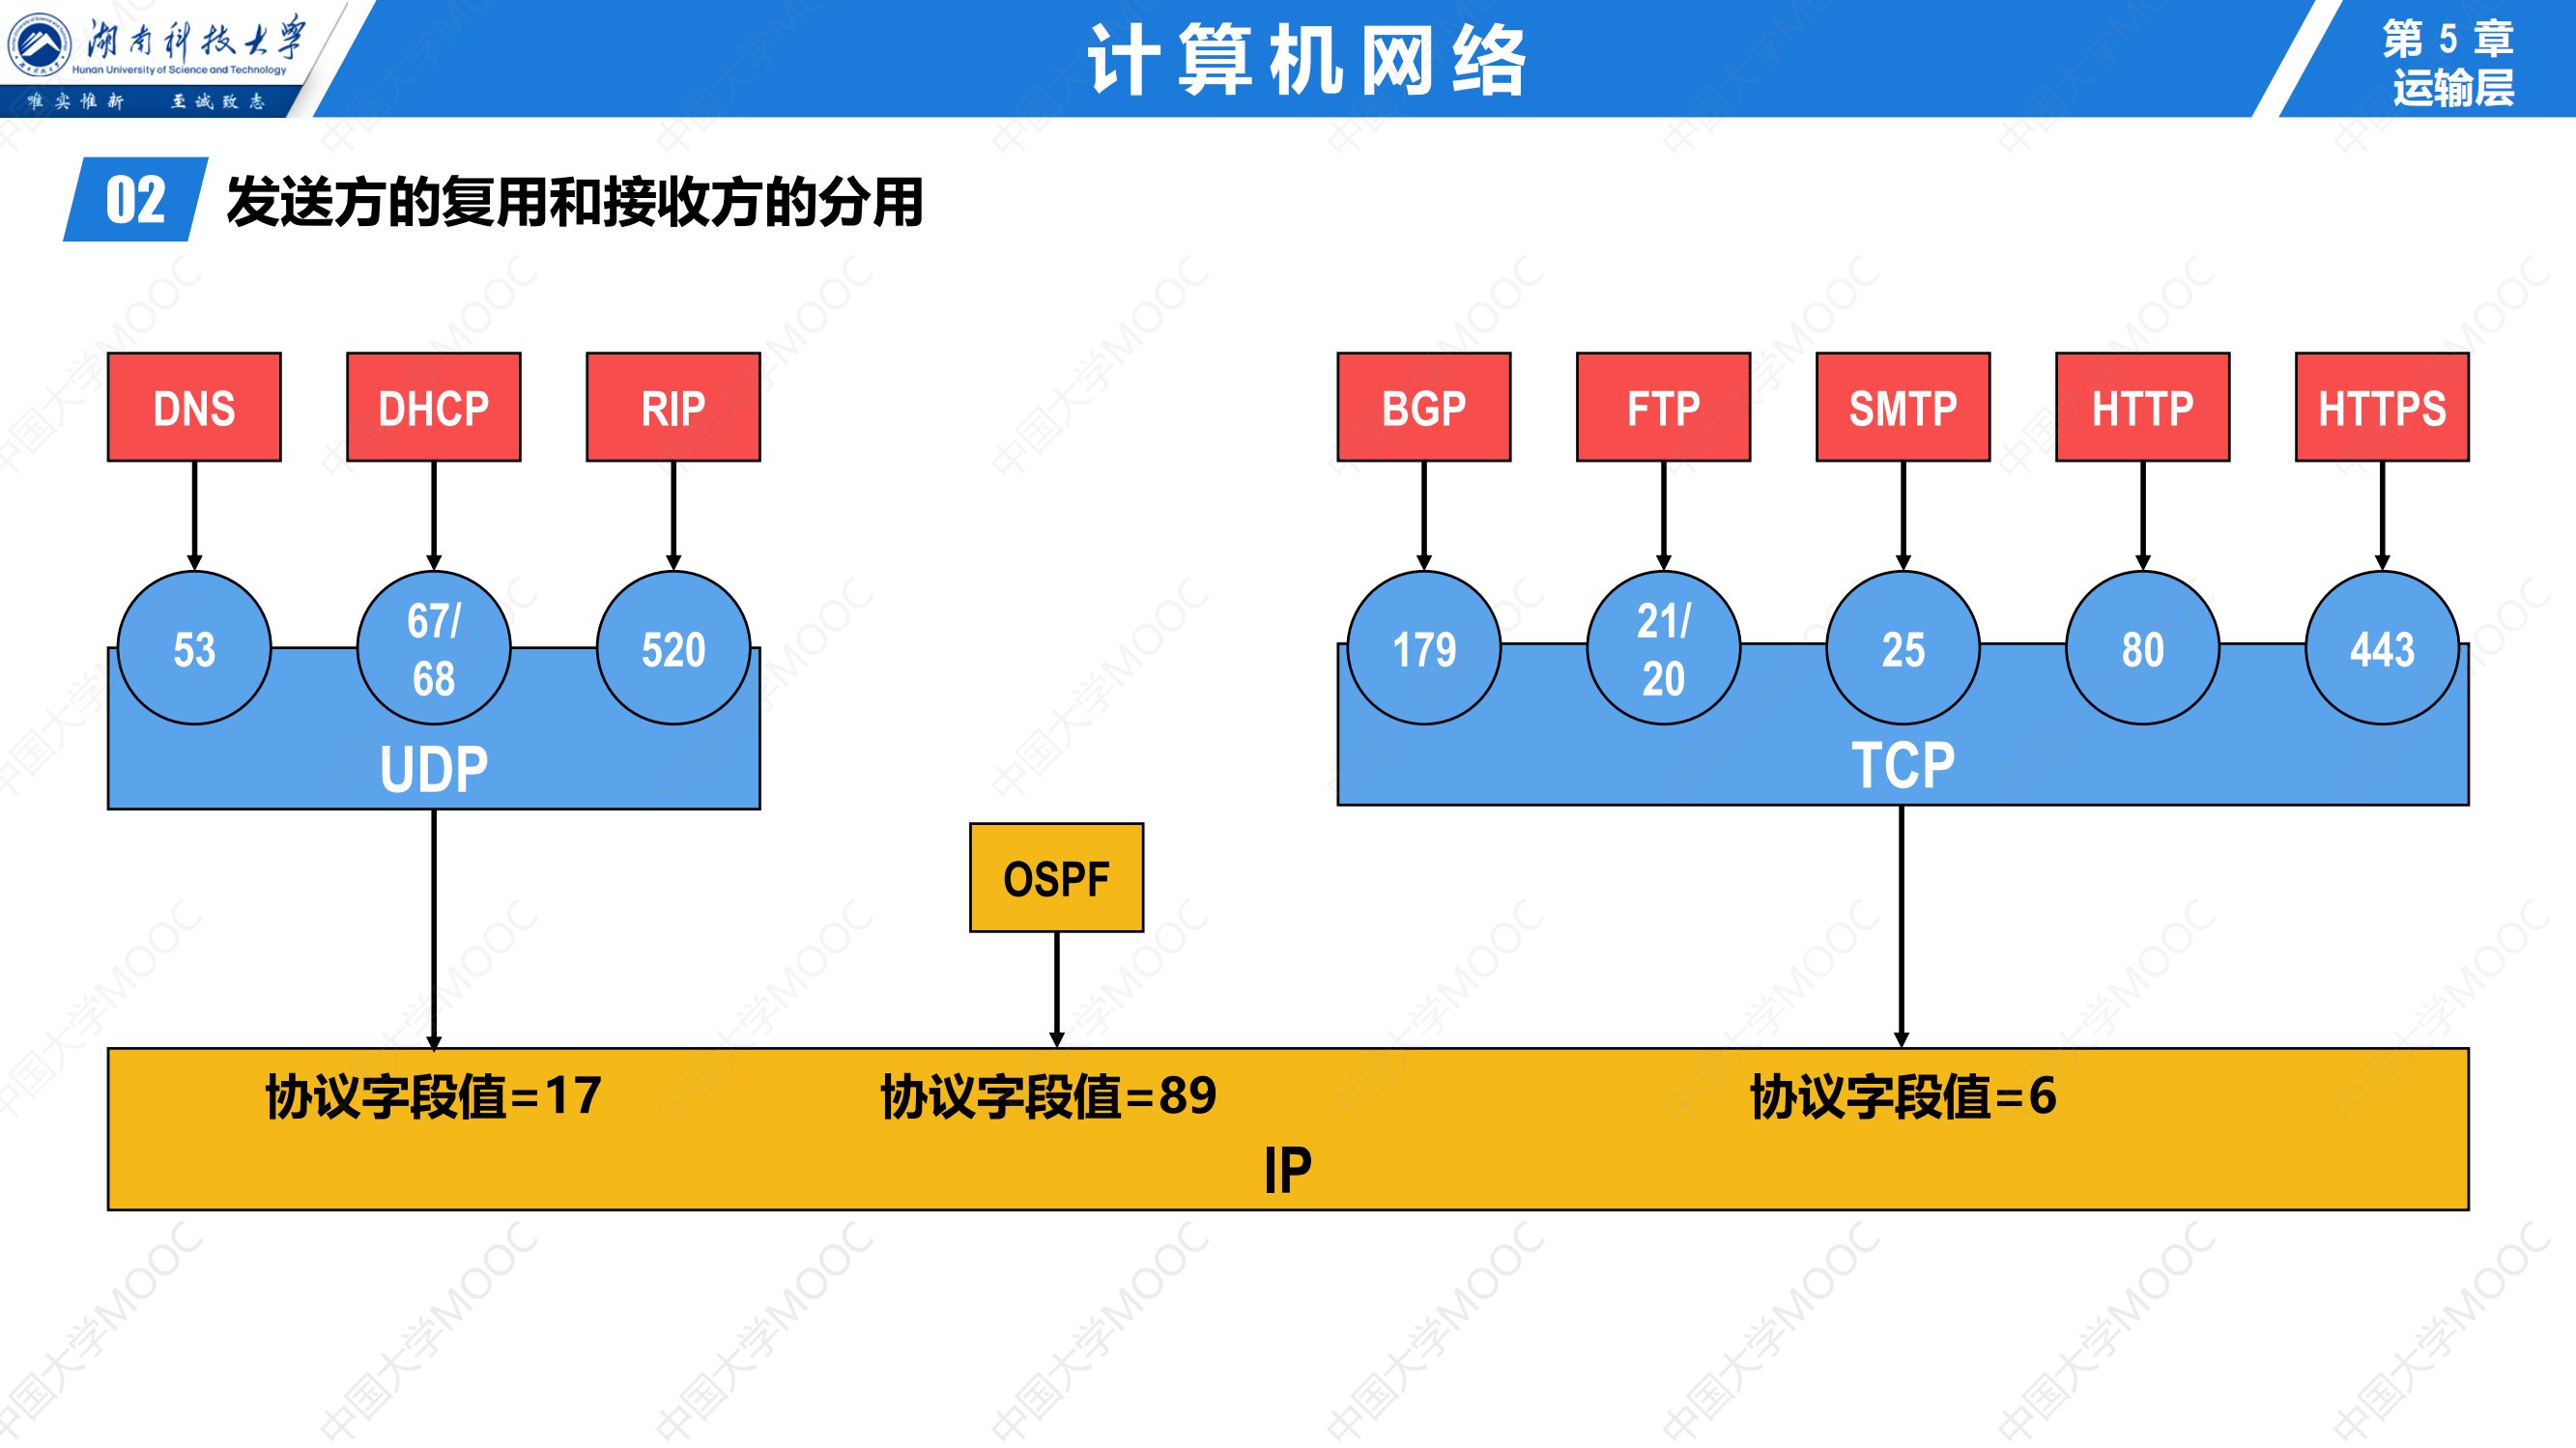 湖南科技大学
Hunan University of Science and Technology
唯实惟新 至诚致志
计算机网络
第 5 章
运输层
02 发送方的复用和接收方的分用
DNS DHCP RIP BGP FTP SMTP HTTP HTTPS
53 67/68 520 179 21/20 25 80 443
UDP TCP
OSPF
协议字段值=17 协议字段值=89 协议字段值=6
IP
中国大学MOOC